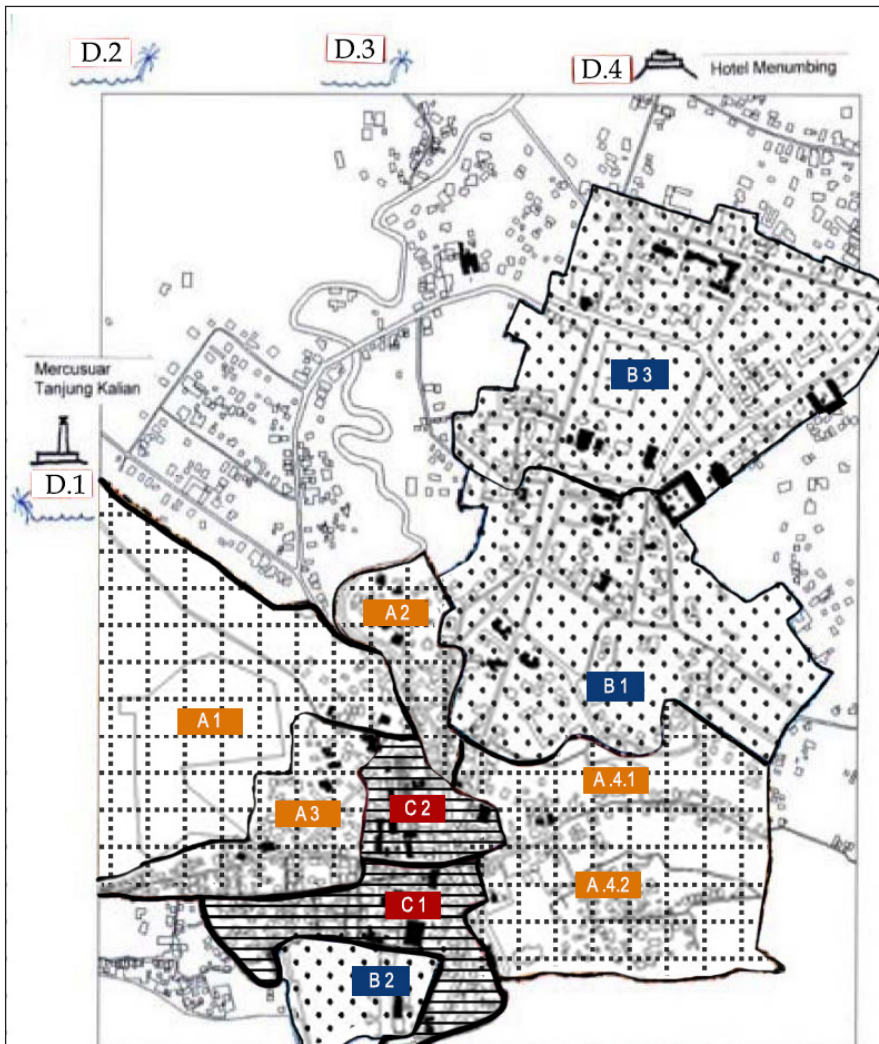 D.2
D.3
D.4
Hotel Menumbing
Mercusuar
Tanjung Kalian
D.1
B 3
A 2
B 1
A 1
A .4.1
A 3
C 2
A .4.2
C 1
B 2